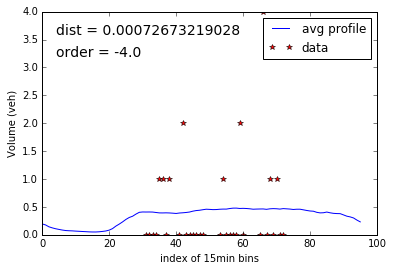 4.0
3.5
3.0
2.5
2.0
1.5
1.0
0.5
0.0
Volume (veh)
dist = 0.00072673219028
order = -4.0
avg profile
data
0
20
40
60
80
100
index of 15min bins